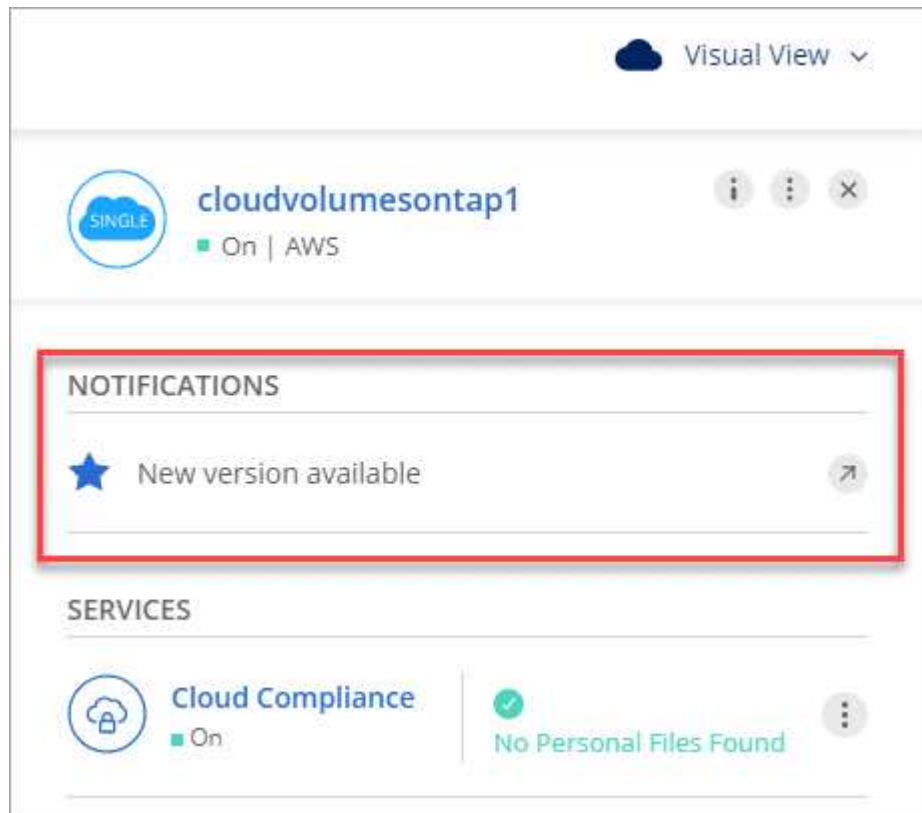 Visual View
SINGLE
cloudvolumesontap1
On | AWS
NOTIFICATIONS
New version available
SERVICES
Cloud Compliance
On
No Personal Files Found